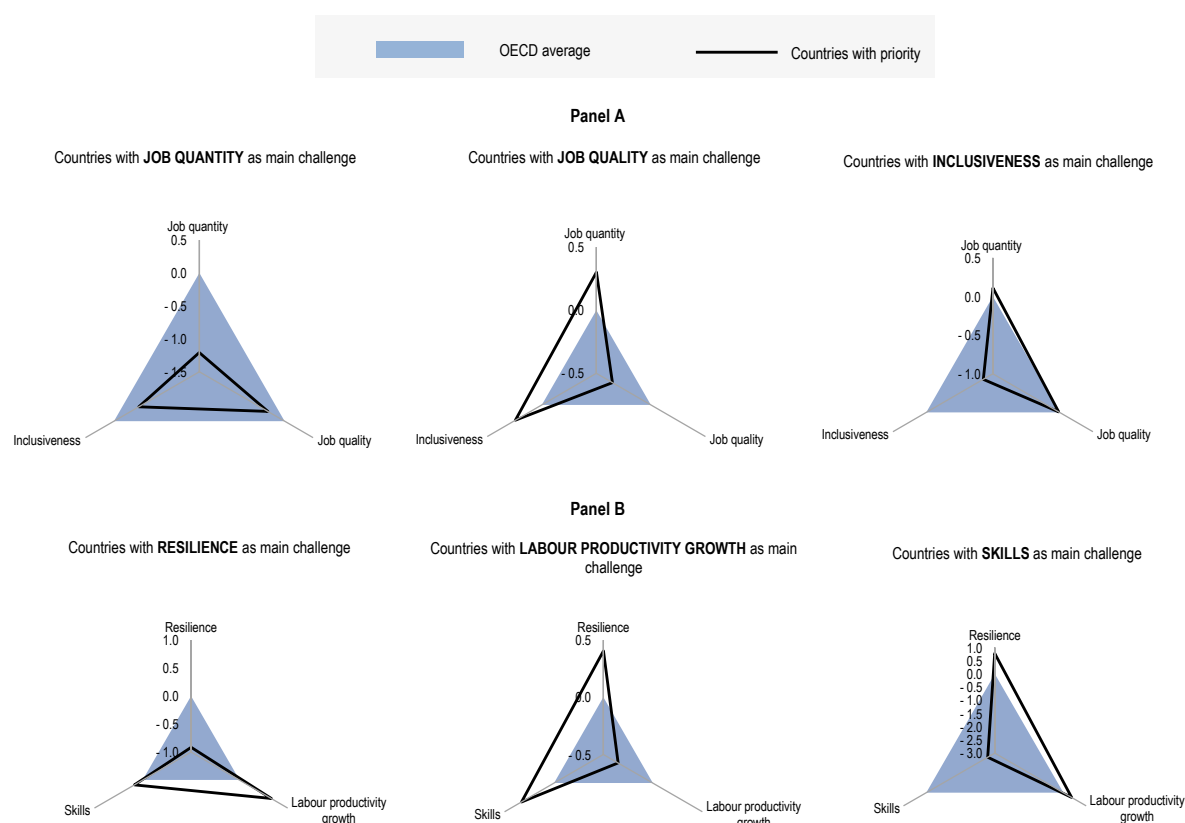 OECD average
Countries with priority
Panel A
Countries with JOB QUANTITY as main challenge
Countries with JOB QUALITY as main challenge
Countries with INCLUSIVENESS as main challenge
Job quantity
0.5
0.0
- 0.5
- 1.0
- 1.5
Inclusiveness
Job quality
Job quantity
0.5
0.0
- 0.5
Inclusiveness
Job quality
Job quantity
0.5
0.0
- 0.5
- 1.0
Inclusiveness
Job quality
Panel B
Countries with RESILIENCE as main challenge
Countries with LABOUR PRODUCTIVITY GROWTH as main
challenge
Countries with SKILLS as main challenge
Resilience
1.0
0.5
0.0
- 0.5
- 1.0
Skills
Labour productivity
growth
Resilience
0.5
0.0
- 0.5
Skills
Labour productivity
growth
Resilience
1.0
0.5
0.0
- 0.5
- 1.0
- 1.5
- 2.0
- 2.5
- 3.0
Skills
Labour productivity
growth